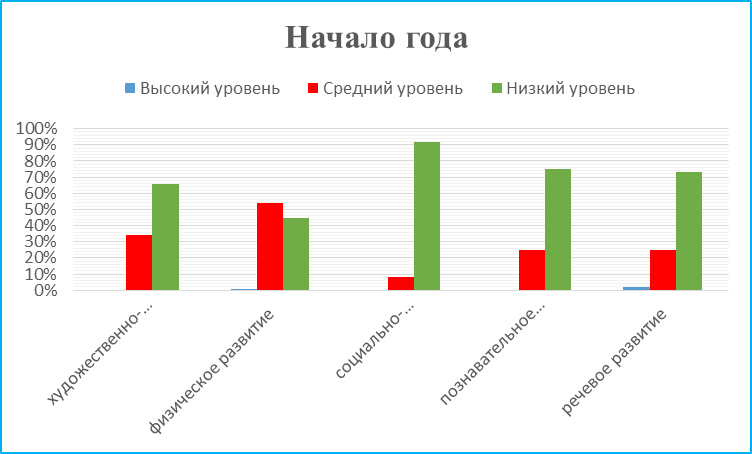 Начало года
Высокий уровень Средний уровень Низкий уровень
100%
90%
80%
70%
60%
50%
40%
30%
20%
10%
0%
художественно-...
физическое развитие
социально-...
познавательное...
речевое развитие